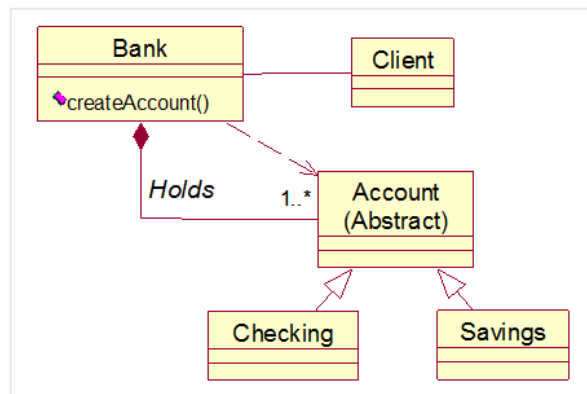 Bank
Client
createAccount()
Holds
1..*
Account
(Abstract)
Checking
Savings